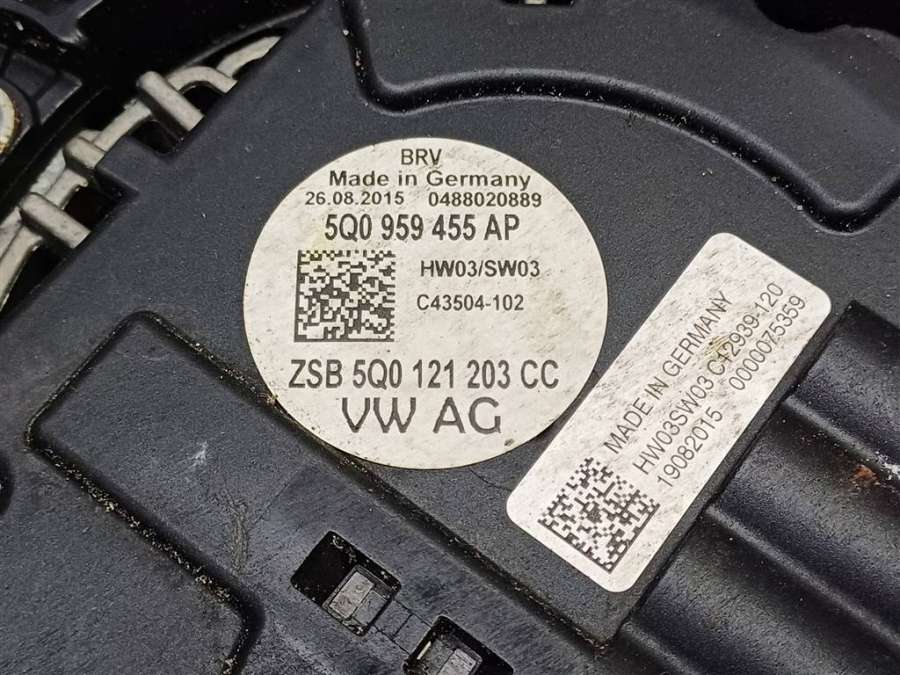 BRV
Made in Germany
26.08.2015 0488020889
5Q0 959 455 AP
HW03/SW03
C43504-102
ZSB 5Q0 121 203 CC
VW AG
MADE IN GERMANY
HW03SW03 C12939-120
19082015 0000075359